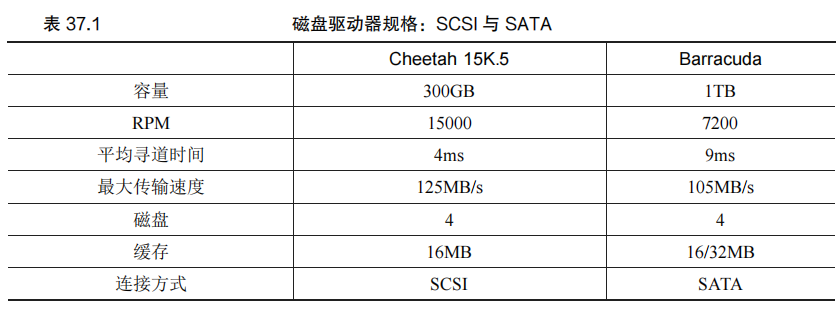 表 37.1 磁盘驱动器规格：SCSI 与 SATA
Cheetah 15K.5 Barracuda
容量 300GB 1TB
RPM 15000 7200
平均寻道时间 4ms 9ms
最大传输速度 125MB/s 105MB/s
磁盘 4 4
缓存 16MB 16/32MB
连接方式 SCSI SATA